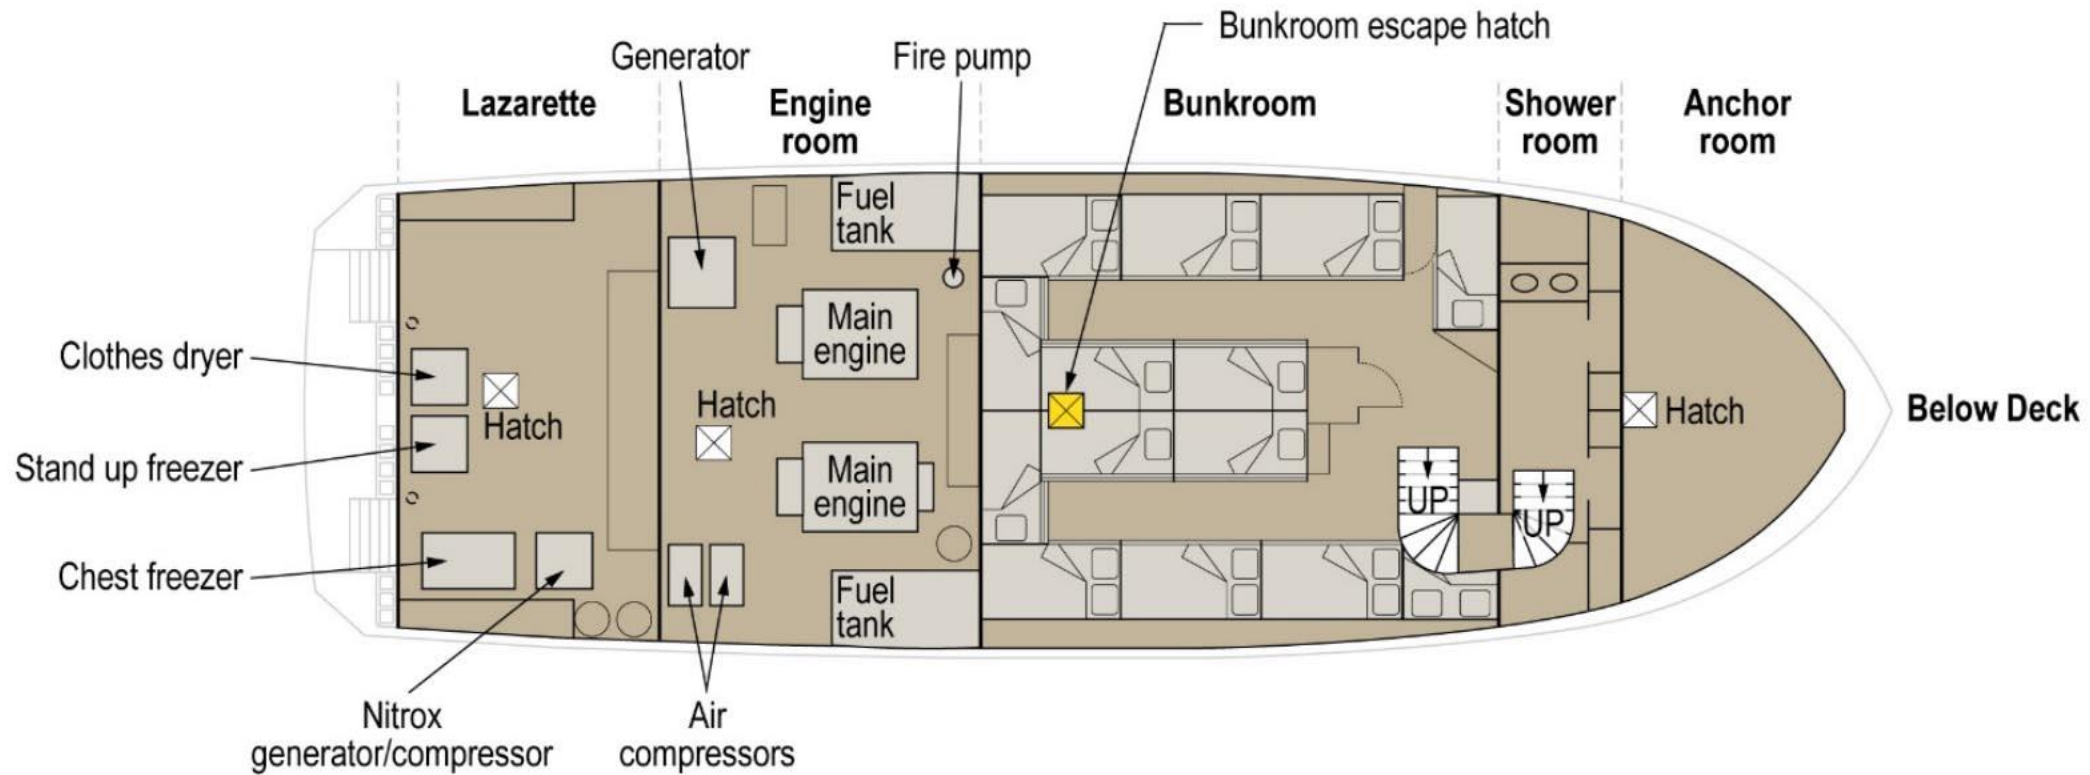 Bunkroom escape hatch
Generator
Fire pump
Lazarette
Engine
room
Bunkroom
Shower
room
Anchor
room
Fuel
tank
Main
engine
Clothes dryer
Hatch
Hatch
Hatch
Below Deck
Stand up freezer
Main
engine
UP
UP
Chest freezer
Fuel
tank
Nitrox
generator/compressor
Air
compressors